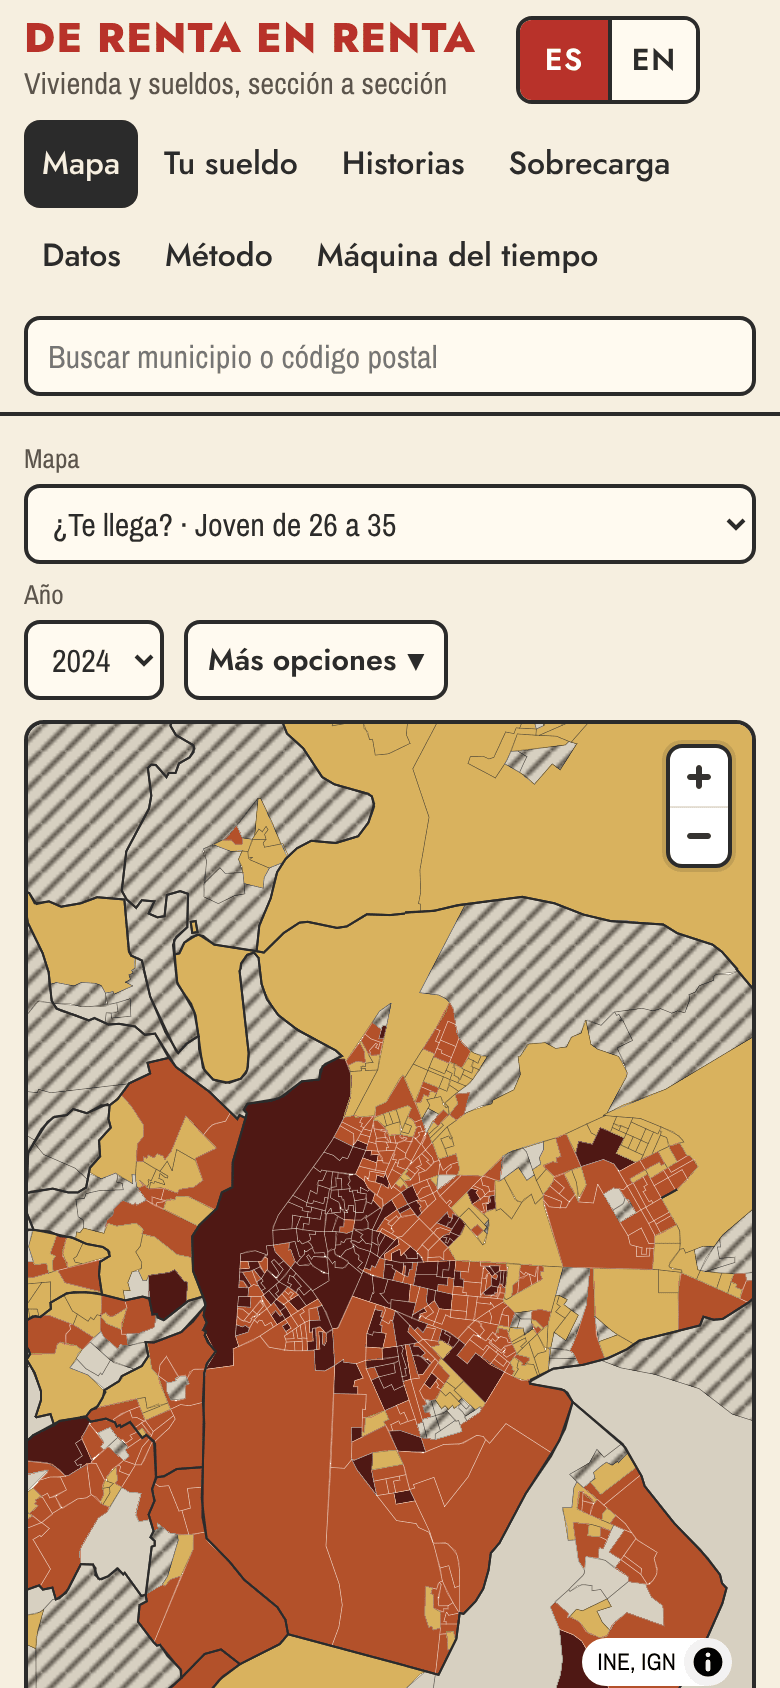 DE RENTA EN RENTA
Vivienda y sueldos, sección a sección
ES EN
Mapa Tu sueldo Historias Sobrecarga
Datos Método Máquina del tiempo
Buscar municipio o código postal
Mapa
¿Te llega? · Joven de 26 a 35
Año
2024 Más opciones ▼
+
−
INE, IGN